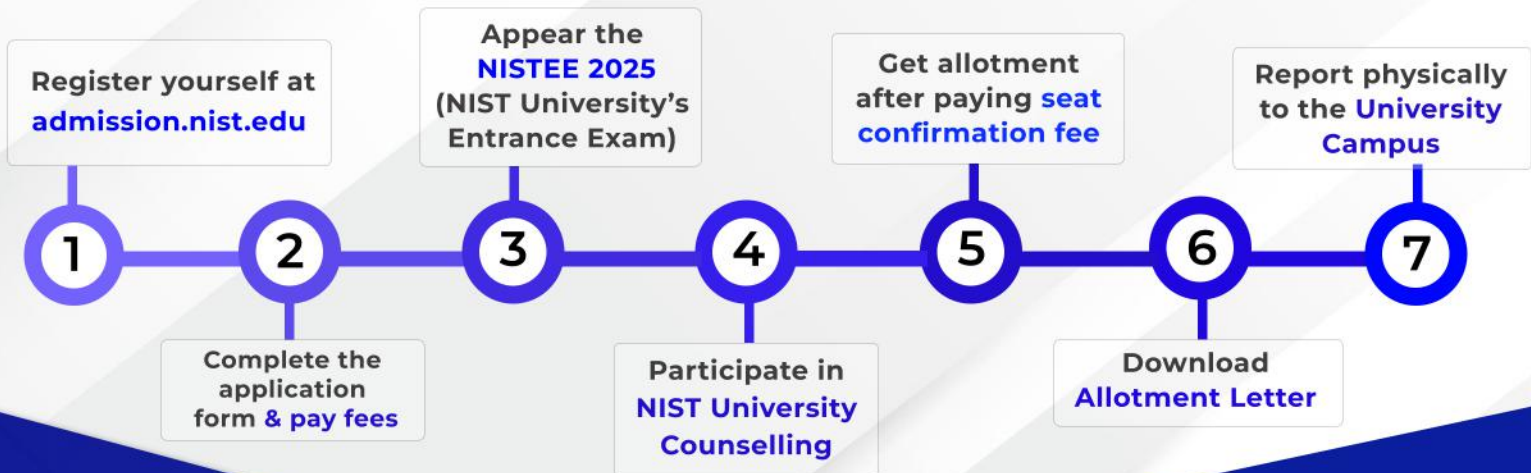 Register yourself at
admission.nist.edu
1
Complete the
application
form & pay fees
2
Appear the
NISTEE 2025
(NIST University's
Entrance Exam)
3
Participate in
NIST University
Counselling
4
Get allotment
after paying seat
confirmation fee
5
Download
Allotment Letter
6
Report physically
to the University
Campus
7